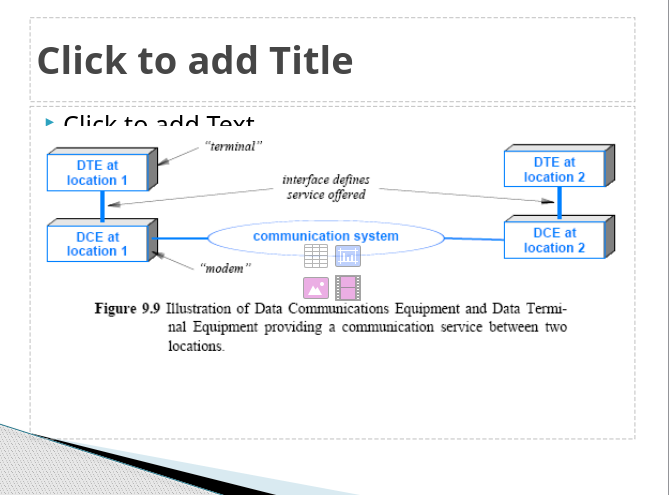 Click to add Title
Click to add Text
"terminal"
DTE at
location 1
DTE at
location 2
interface defines
service offered
DCE at
location 1
communication system
DCE at
location 2
"modem"
Figure 9.9 Illustration of Data Communications Equipment and Data Termi-
nal Equipment providing a communication service between two
locations.